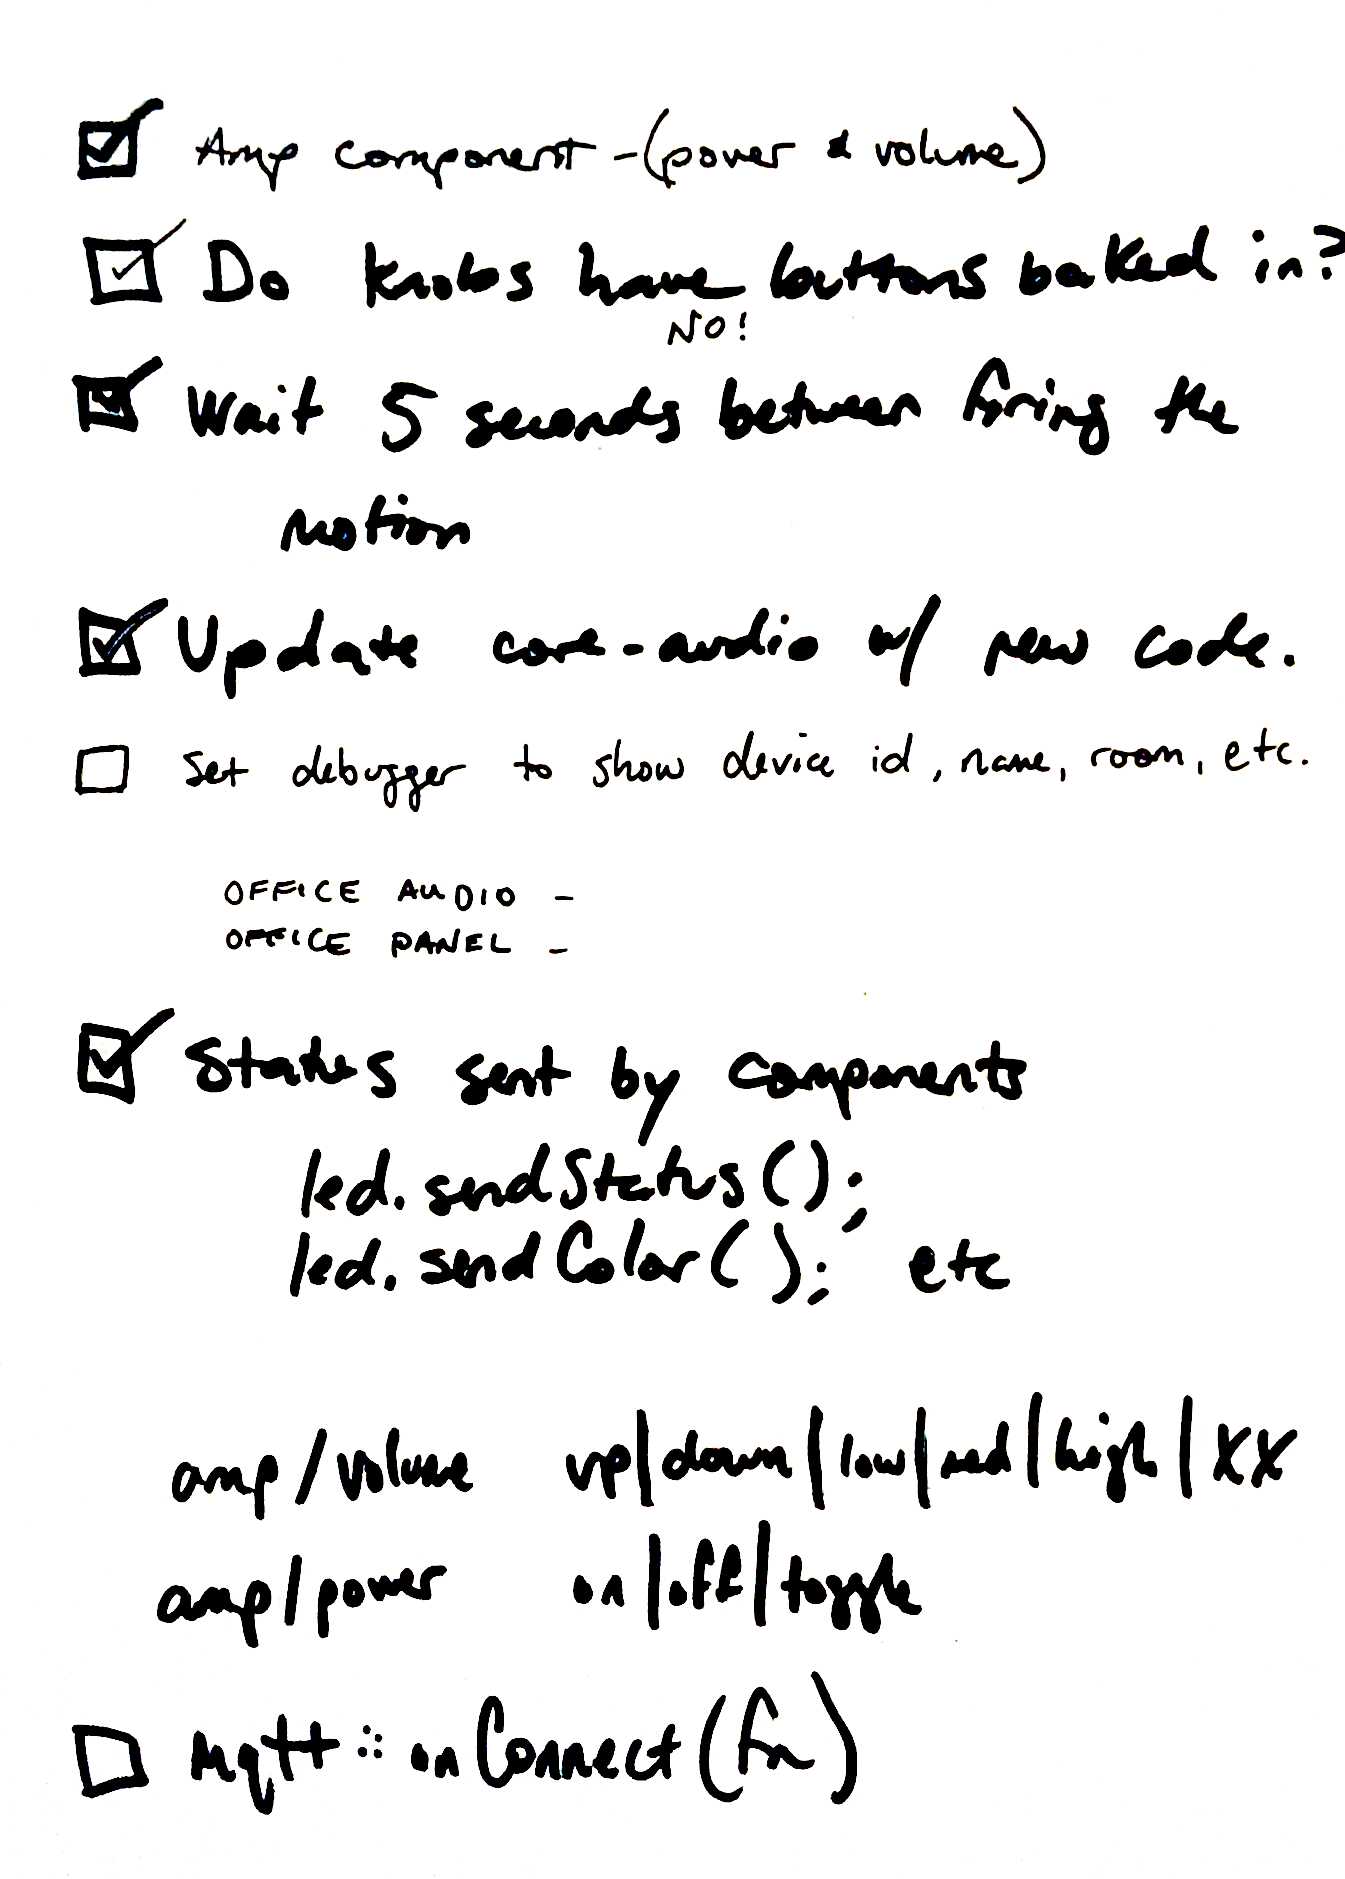 Amp component - (power & volume)
Do knobs have buttons baked in?
NO!
Wait 5 seconds between firing the
motion
Update core-audio w/ new code.
Set debugger to show device id, name, room, etc.
OFFICE AUDIO -
OFFICE PANEL -
Status sent by components
led.sendStatus();
led.sendColor(); etc
amp/volume up|down|low|med|high|XX
amp/power on|off|toggle
mqtt::onConnect(fn)